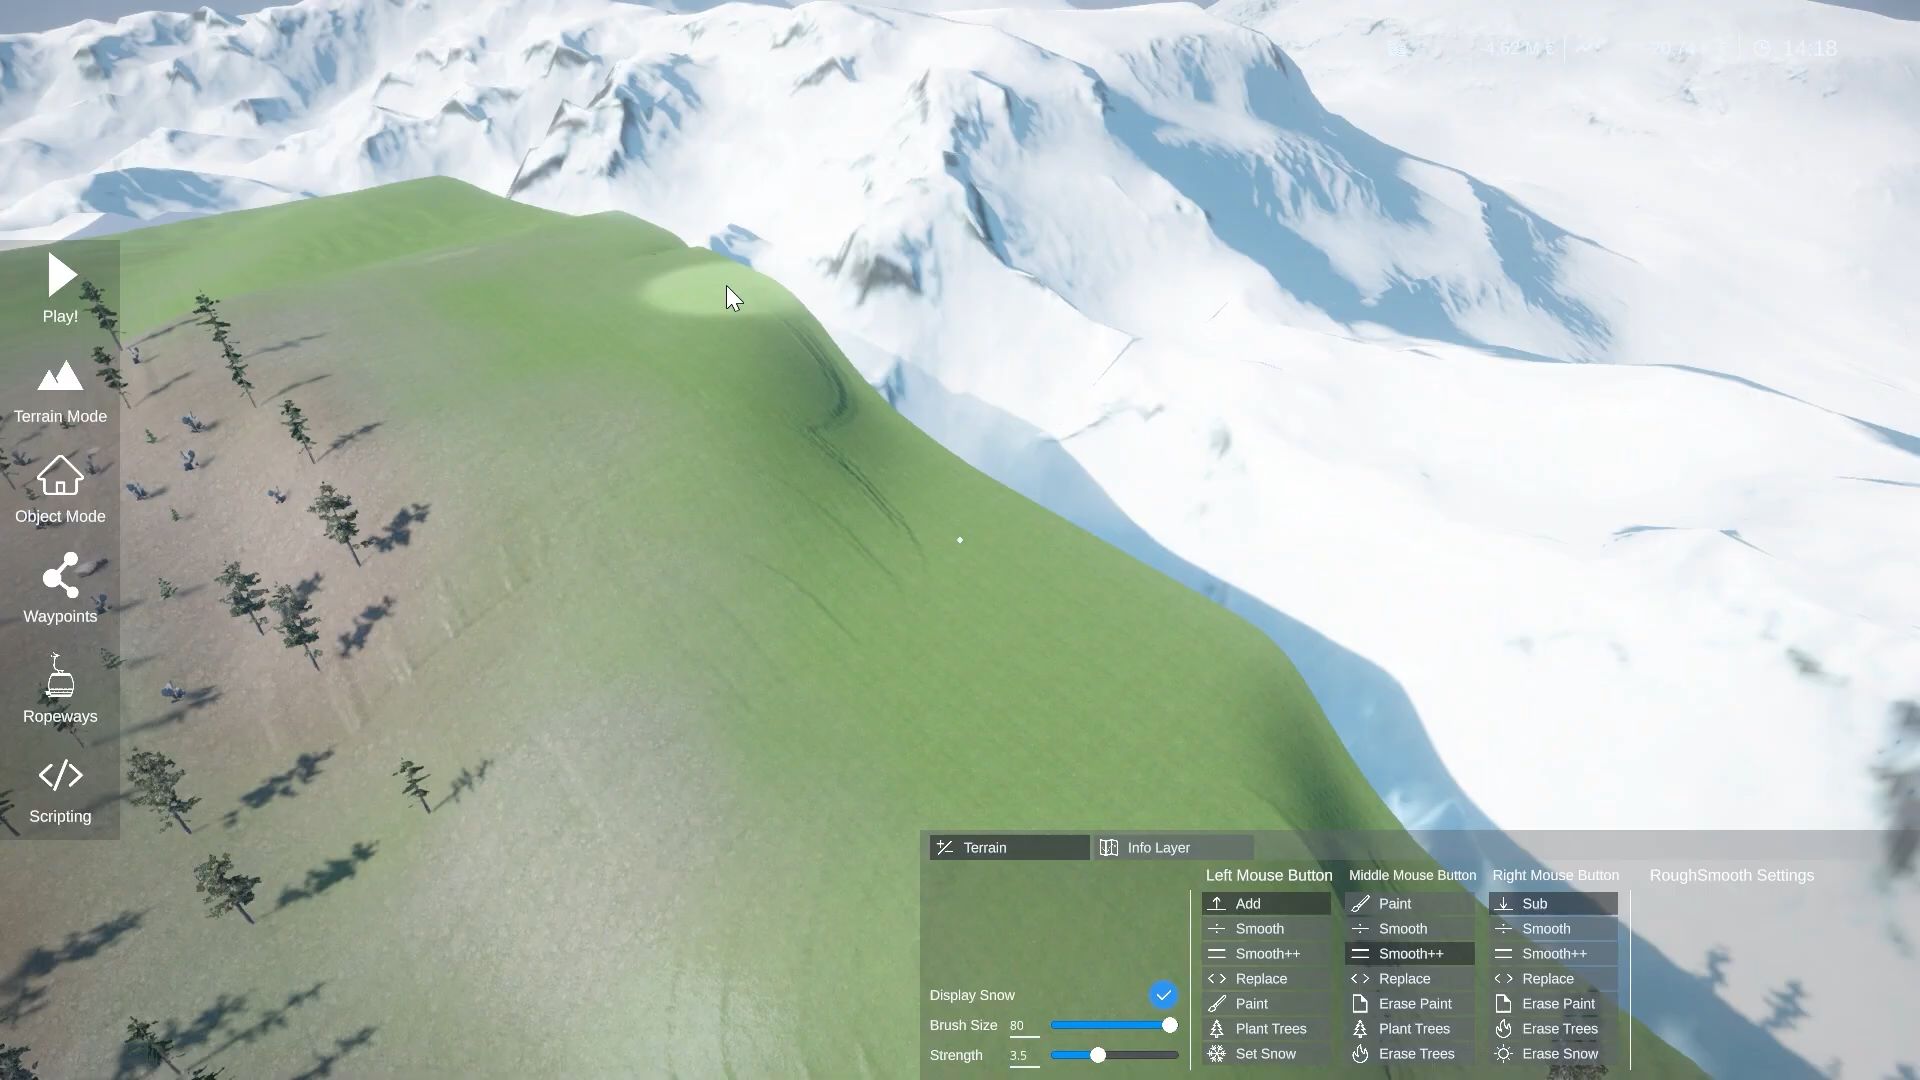 14:18
Play!
Terrain Mode
Object Mode
Waypoints
Ropeways
Scripting
Terrain
Info Layer
Left Mouse Button
Middle Mouse Button
Right Mouse Button
RoughSmooth Settings
Add
Paint
Sub
Smooth
Smooth
Smooth
Smooth++
Smooth++
Smooth++
Replace
Replace
Replace
Display Snow
Paint
Erase Paint
Erase Paint
Brush Size 80
Plant Trees
Plant Trees
Erase Trees
Strength 3.5
Set Snow
Erase Trees
Erase Snow